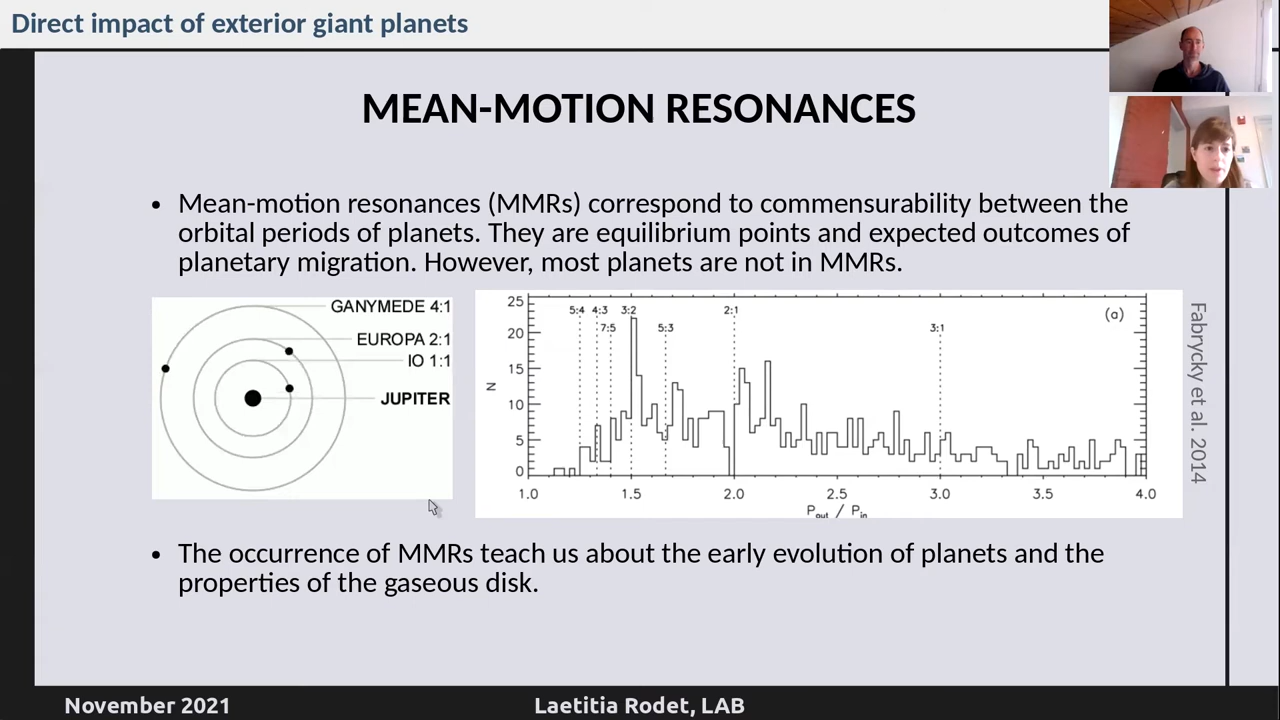 Direct impact of exterior giant planets
MEAN-MOTION RESONANCES
• Mean-motion resonances (MMRs) correspond to commensurability between the
orbital periods of planets. They are equilibrium points and expected outcomes of
planetary migration. However, most planets are not in MMRs.
GANYMEDE 4:1
EUROPA 2:1
IO 1:1
JUPITER
(a)
5:4 4:3 3:2 2:1 3:1
7:5 5:3
25
20
15
10
5
0
N
1.0 1.5 2.0 2.5 3.0 3.5 4.0
Pout / Pin
Fabrycky et al. 2014
• The occurrence of MMRs teach us about the early evolution of planets and the
properties of the gaseous disk.
November 2021 Laetitia Rodet, LAB